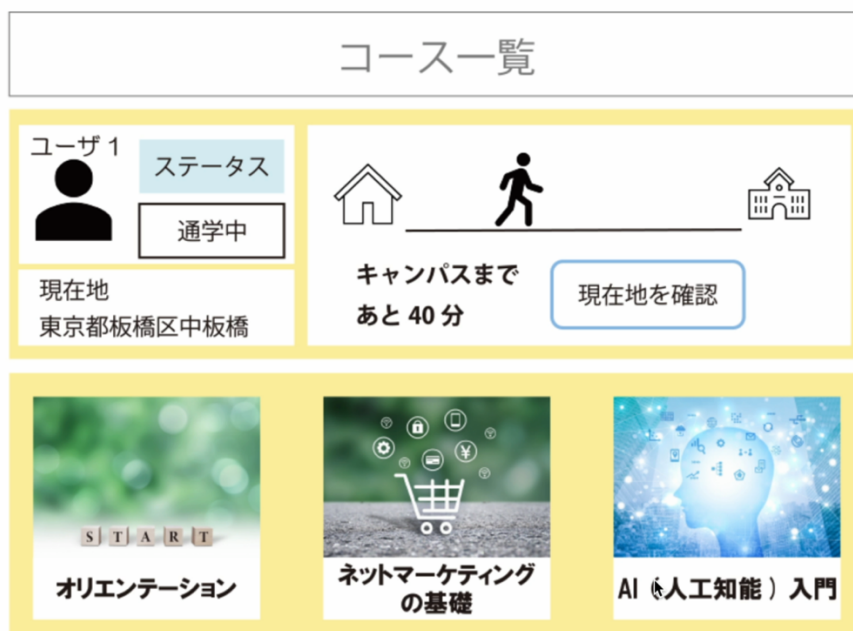 コース一覧
ユーザ 1
ステータス
通学中
現在地
東京都板橋区中板橋
キャンパスまで
あと 40 分
現在地を確認
START
オリエンテーション
¥
ネットマーケティング
の基礎
AI（人工知能）入門